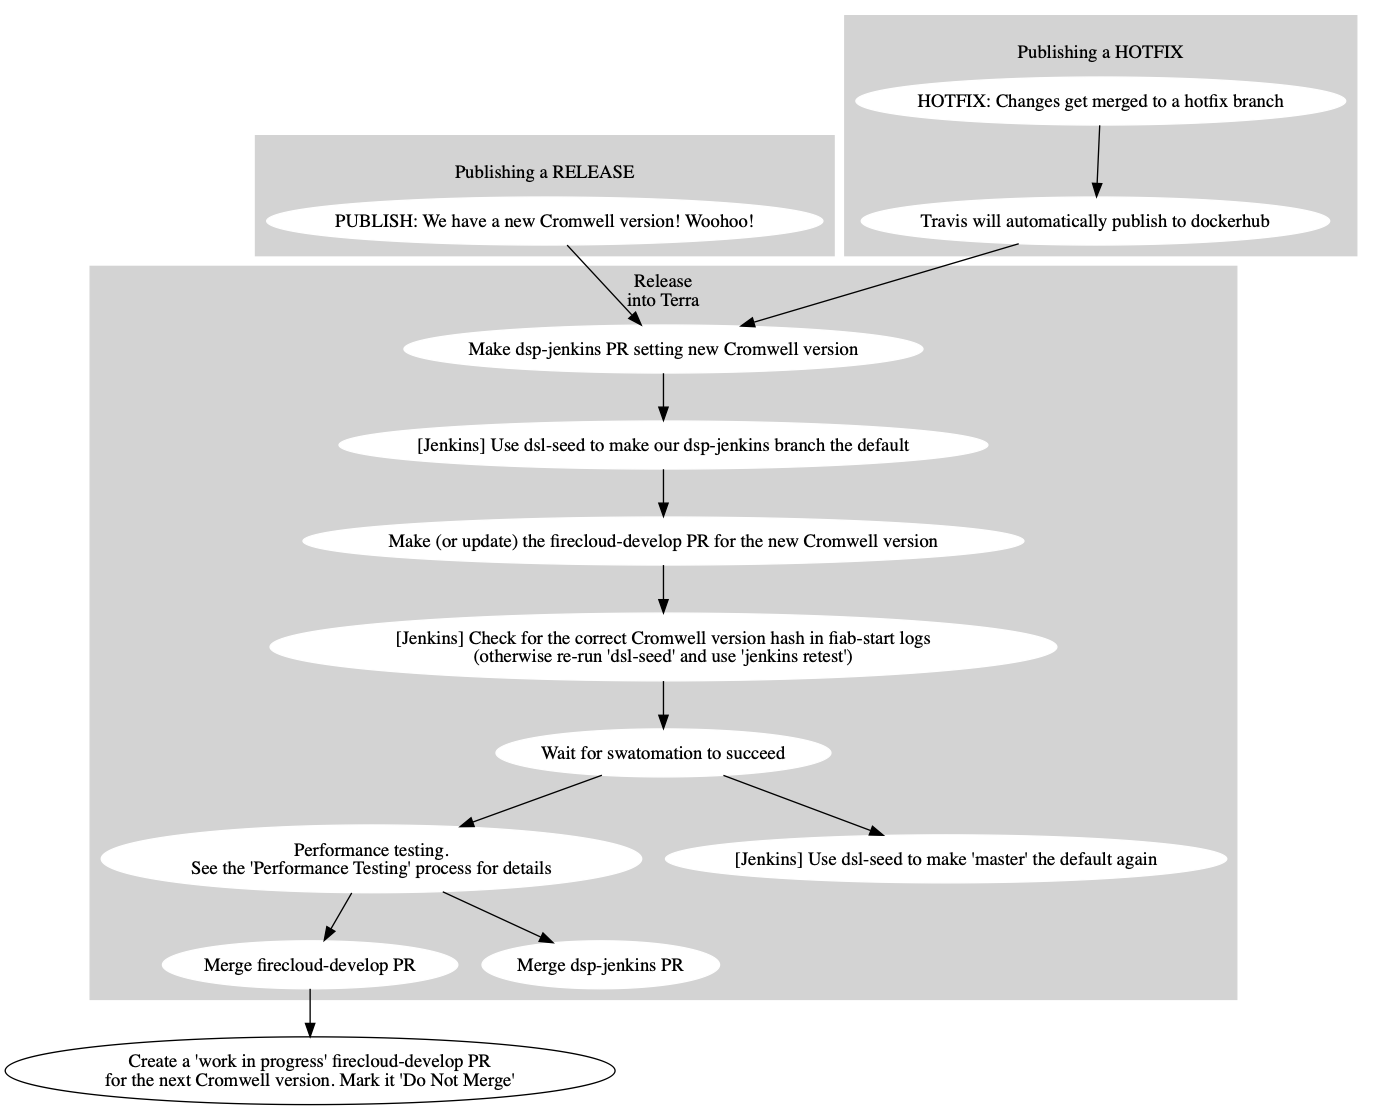 Publishing a HOTFIX
HOTFIX: Changes get merged to a hotfix branch
Publishing a RELEASE
PUBLISH: We have a new Cromwell version! Woohoo!
Travis will automatically publish to dockerhub
Release
into Terra
Make dsp-jenkins PR setting new Cromwell version
[Jenkins] Use dsl-seed to make our dsp-jenkins branch the default
Make (or update) the firecloud-develop PR for the new Cromwell version
[Jenkins] Check for the correct Cromwell version hash in fiab-start logs
(otherwise re-run 'dsl-seed' and use 'jenkins retest')
Wait for swatomation to succeed
Performance testing.
See the 'Performance Testing' process for details
[Jenkins] Use dsl-seed to make 'master' the default again
Merge firecloud-develop PR
Merge dsp-jenkins PR
Create a 'work in progress' firecloud-develop PR
for the next Cromwell version. Mark it 'Do Not Merge'